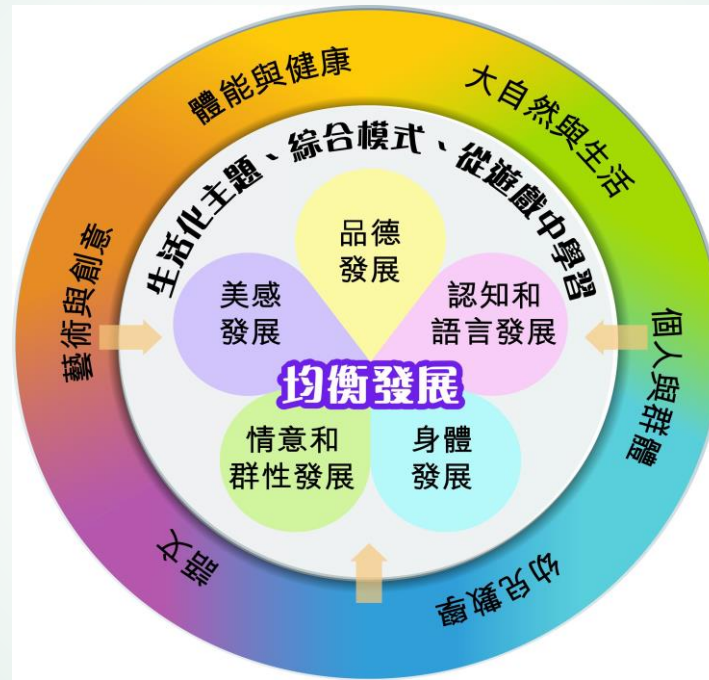 體能與健康
大自然與生活
個人與群體
幼兒數學
語文
藝術與創意
生活化主題、綜合模式、從遊戲中學習
品德
發展
美感
發展
認知和
語言發展
均衡發展
情意和
群性發展
身體
發展